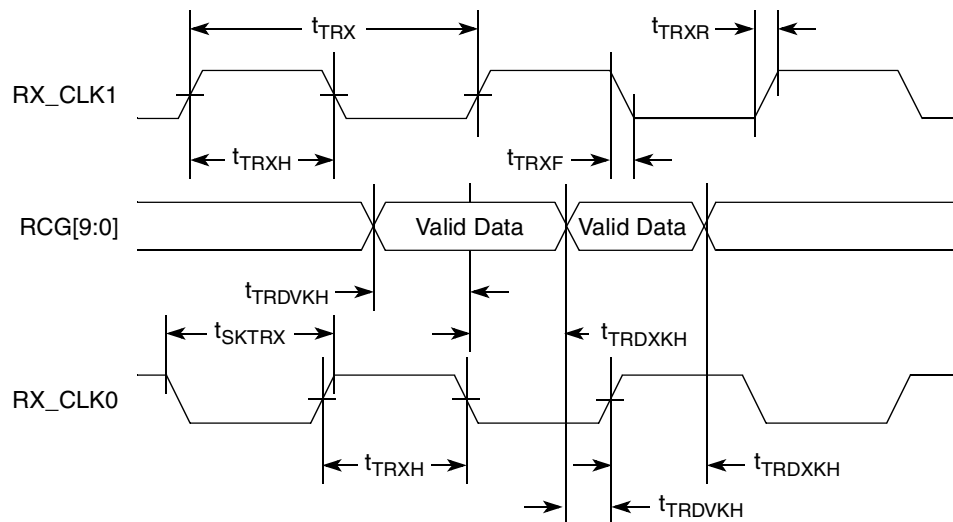 tTRX
tTRXR
RX_CLK1
tTRXH
tTRXF
RCG[9:0]
Valid Data
Valid Data
tTRDVKH
tSKTRX
tTRDXKH
RX_CLK0
tTRXH
tTRDXKH
tTRDVKH